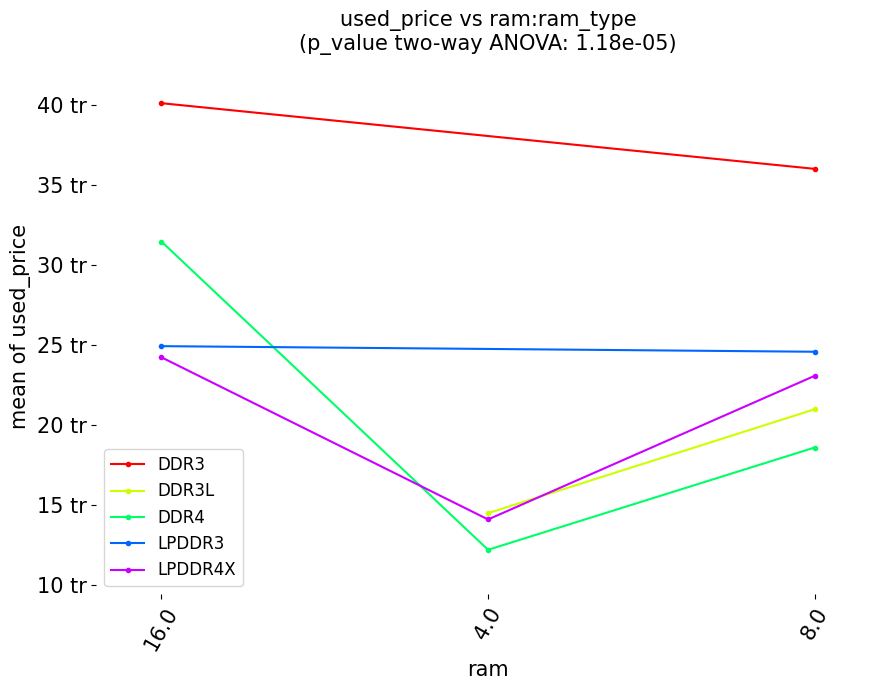 used_price vs ram:ram_type
(p_value two-way ANOVA: 1.18e-05)
mean of used_price
40 tr
35 tr
30 tr
25 tr
20 tr
15 tr
10 tr
DDR3
DDR3L
DDR4
LPDDR3
LPDDR4X
16.0
4.0
8.0
ram